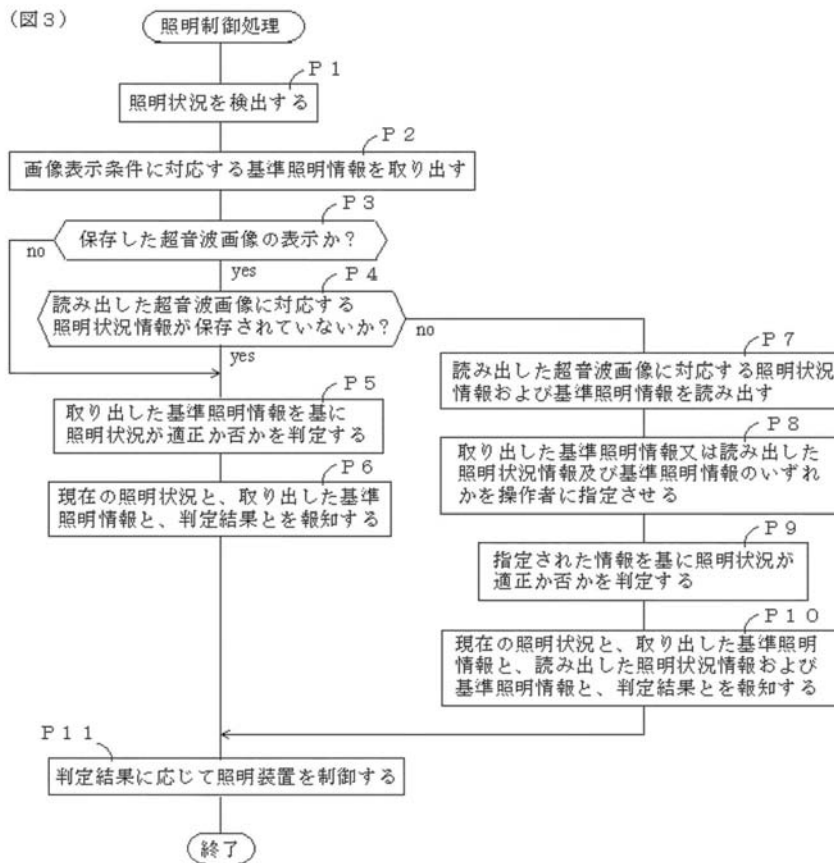 （図３）
照明制御処理
Ｐ１
照明状況を検出する
Ｐ２
画像表示条件に対応する基準照明情報を取り出す
Ｐ３
保存した超音波画像の表示か？
no
yes
Ｐ４
読み出した超音波画像に対応する
照明状況情報が保存されていないか？
no
yes
Ｐ５
取り出した基準照明情報を基に
照明状況が適正か否かを判定する
Ｐ６
現在の照明状況と、取り出した基準
照明情報と、判定結果とを報知する
Ｐ７
読み出した超音波画像に対応する照明状況
情報および基準照明情報を読み出す
Ｐ８
取り出した基準照明情報又は読み出した
照明状況情報及び基準照明情報のいずれ
かを操作者に指定させる
Ｐ９
指定された情報を基に照明状況が
適正か否かを判定する
Ｐ１０
現在の照明状況と、取り出した基準照明
情報と、読み出した照明状況情報および
基準照明情報と、判定結果とを報知する
Ｐ１１
判定結果に応じて照明装置を制御する
終了